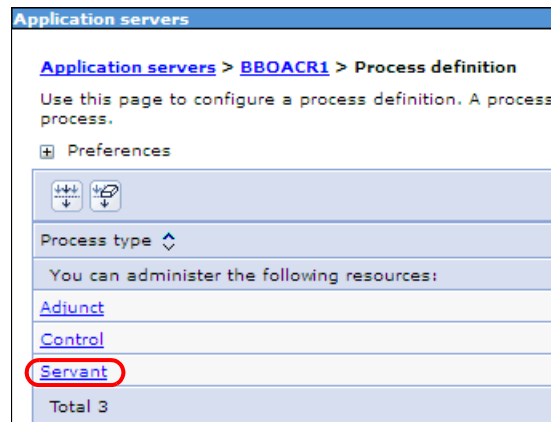 Application servers
Application servers > BBOACR1 > Process definition
Use this page to configure a process definition. A process
process.
Preferences
Process type
You can administer the following resources:
Adjunct
Control
Servant
Total 3